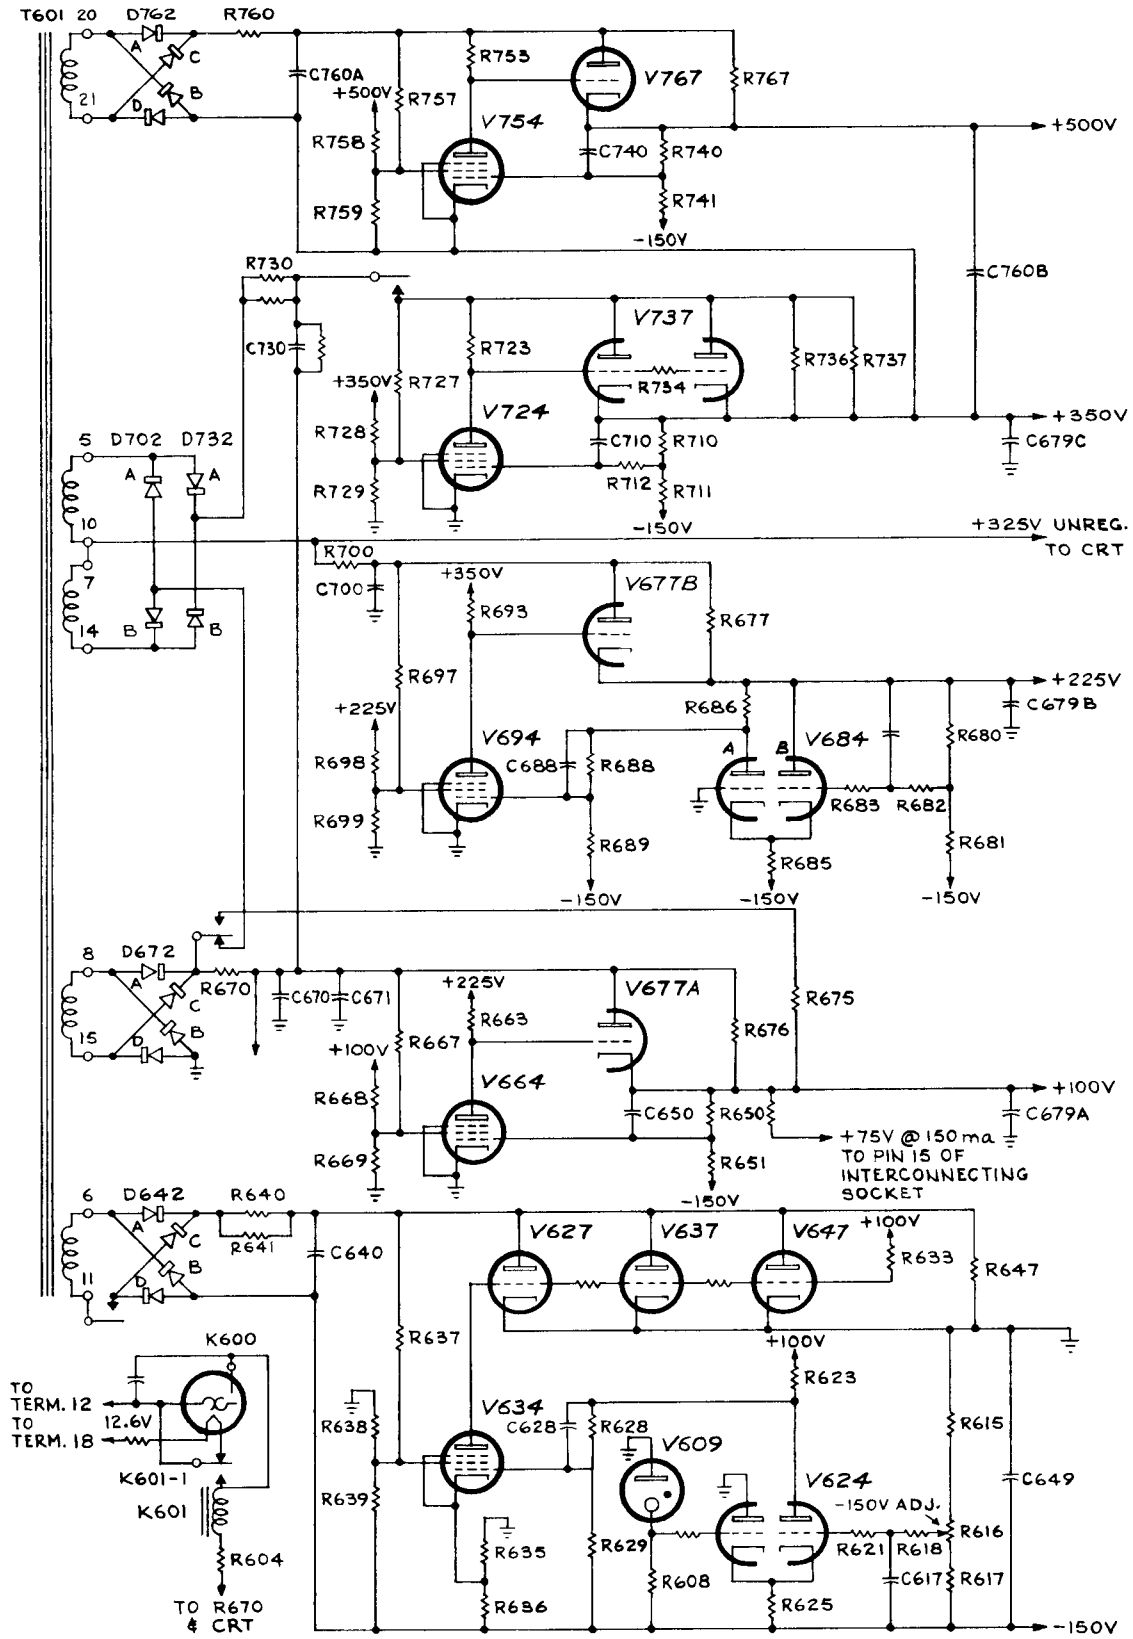 T601 20 D762 R760
A C
B
D
21
C760A
+500V
R757
R753
V767
R767
V754
R758
R759
C740
R740
R741
-150V
+500V
R730
C730
C760B
V737
R723
R736
R737
R734
+350V
R727
V724
R728
R729
C710
R710
R712
R711
-150V
+350V
C679C
5 D702 D732
A A
10
7
14
B B
+325V UNREG.
TO CRT
R700
C700
+350V
R693
V677B
R677
R697
+225V
C679B
+225V
R698
R699
V694
C688
R688
R689
-150V
R686
A B
V684
R680
R683
R682
R685
R681
-150V
-150V
8 D672
A C
B
D
15
R670
C670
C671
+225V
R663
V677A
R676
R675
R667
+100V
R668
R669
V664
C650
R650
R651
-150V
+100V
C679A
+75V @ 150 ma
TO PIN 15 OF
INTERCONNECTING
SOCKET
6 D642 R640
A C
B
D
11
R641
C640
V627
V637
V647
+100V
R633
R647
R637
+100V
R623
K600
TO
TERM. 12
TO
TERM. 18
12.6V
K601-1
K601
R604
TO R670
& CRT
R638
R639
V634
C628
R628
V609
V624
-150V ADJ.
R615
C649
R635
R636
R629
R608
R625
R621
R618
R616
C617
R617
-150V